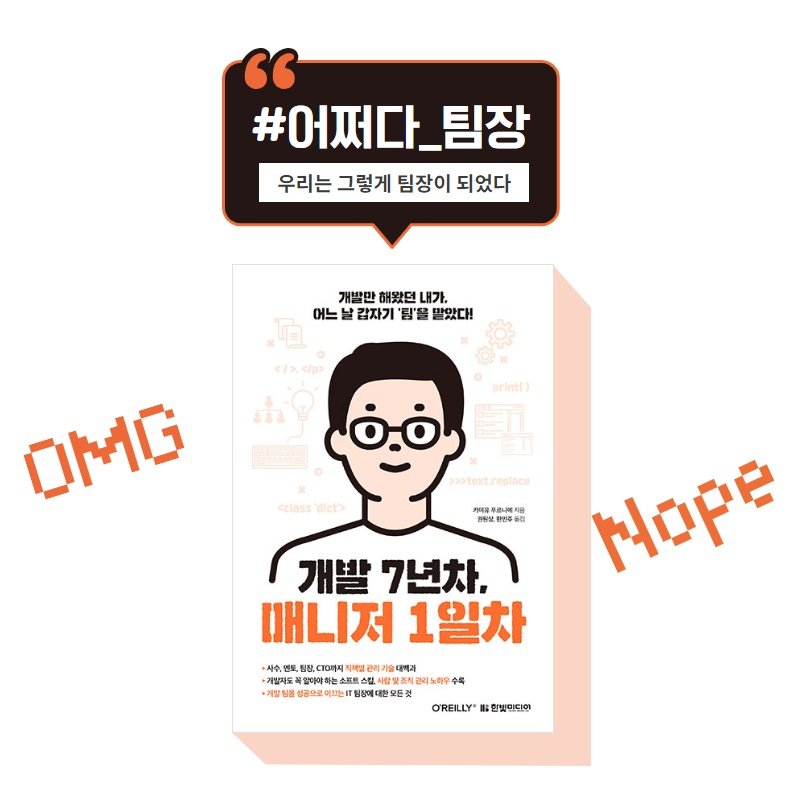 #어쩌다_팀장
우리는 그렇게 팀장이 되었다
개발만 해왔던 내가,
어느 날 갑자기 '팀'을 맡았다!
</>, </p>
print()
>>>text.replace
<class 'dict'>
카미유 푸르니에 지음
권원상, 한민주 옮김
OMG
Nope
개발 7년차,
매니저 1일차
▸ 사수, 멘토, 팀장, CTO까지 직책별 관리 기술 대백과
▸ 개발자도 꼭 알아야 하는 소프트 스킬, 사람 및 조직 관리 노하우 수록
▸ 개발 팀을 성공으로 이끄는 IT 팀장에 대한 모든 것
O'REILLY® 한빛미디어